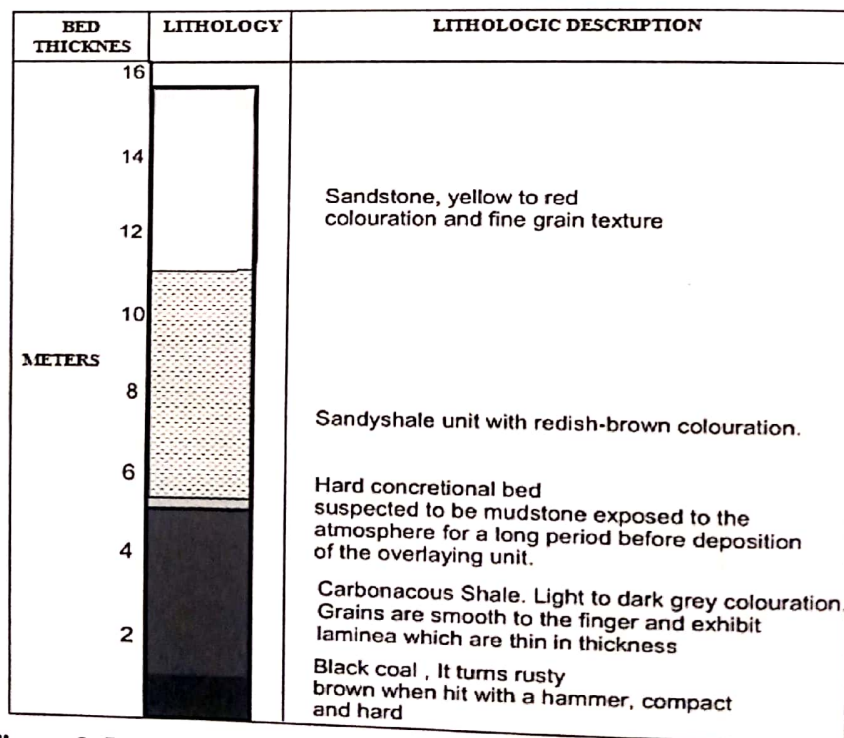 BED THICKNES
LITHOLOGY
LITHOLOGIC DESCRIPTION
16
14
12
10
METERS
8
6
4
2
Sandstone, yellow to red
colouration and fine grain texture
Sandyshale unit with redish-brown colouration.
Hard concretional bed
suspected to be mudstone exposed to the
atmosphere for a long period before deposition
of the overlaying unit.
Carbonacous Shale. Light to dark grey colouration.
Grains are smooth to the finger and exhibit
laminea which are thin in thickness
Black coal , It turns rusty
brown when hit with a hammer, compact
and hard